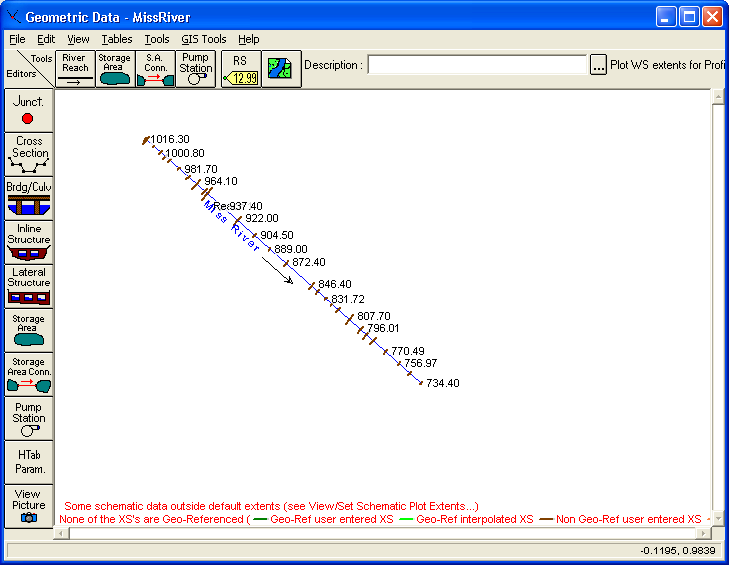 Geometric Data - MissRiver
File Edit View Tables Tools GIS Tools Help
Tools
Editors
River Reach
Storage Area
S.A. Conn.
Pump Station
RS
12.99
Description :
...
Plot WS extents for Profi
Junct.
Cross Section
Brdg/Culv
Inline Structure
Lateral Structure
Storage Area
Storage Area Conn.
Pump Station
HTab Param.
View Picture
1016.30
1000.80
981.70
964.10
937.40
Miss River
922.00
904.50
889.00
872.40
846.40
831.72
807.70
796.01
770.49
756.97
734.40
Some schematic data outside default extents (see View/Set Schematic Plot Extents...)
None of the XS's are Geo-Referenced ( Geo-Ref user entered XS Geo-Ref interpolated XS Non Geo-Ref user entered XS
-0.1195, 0.9839